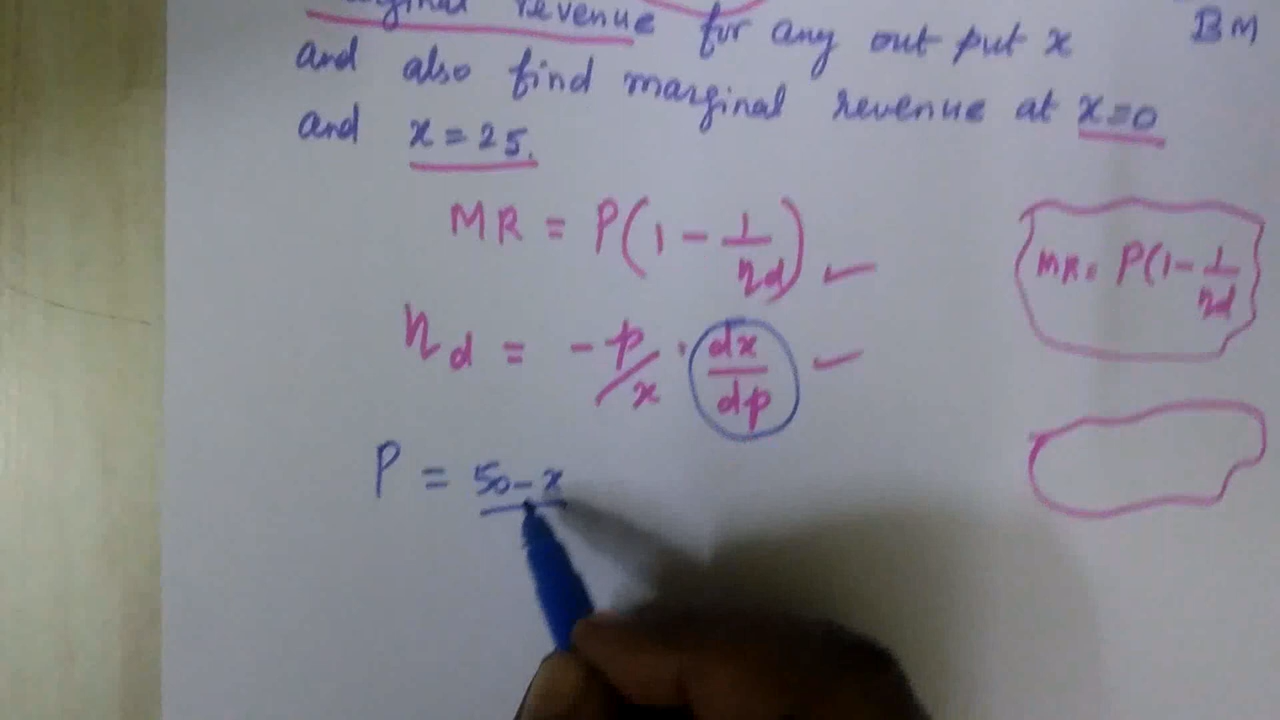 revenue for any out put x
BM
and also find marginal revenue at x=0
and x = 25.
MR = P(1 - 1/ηd)
MR = P(1 - 1/ηd
ηd = -p/x · dx/dp
P = 50-x